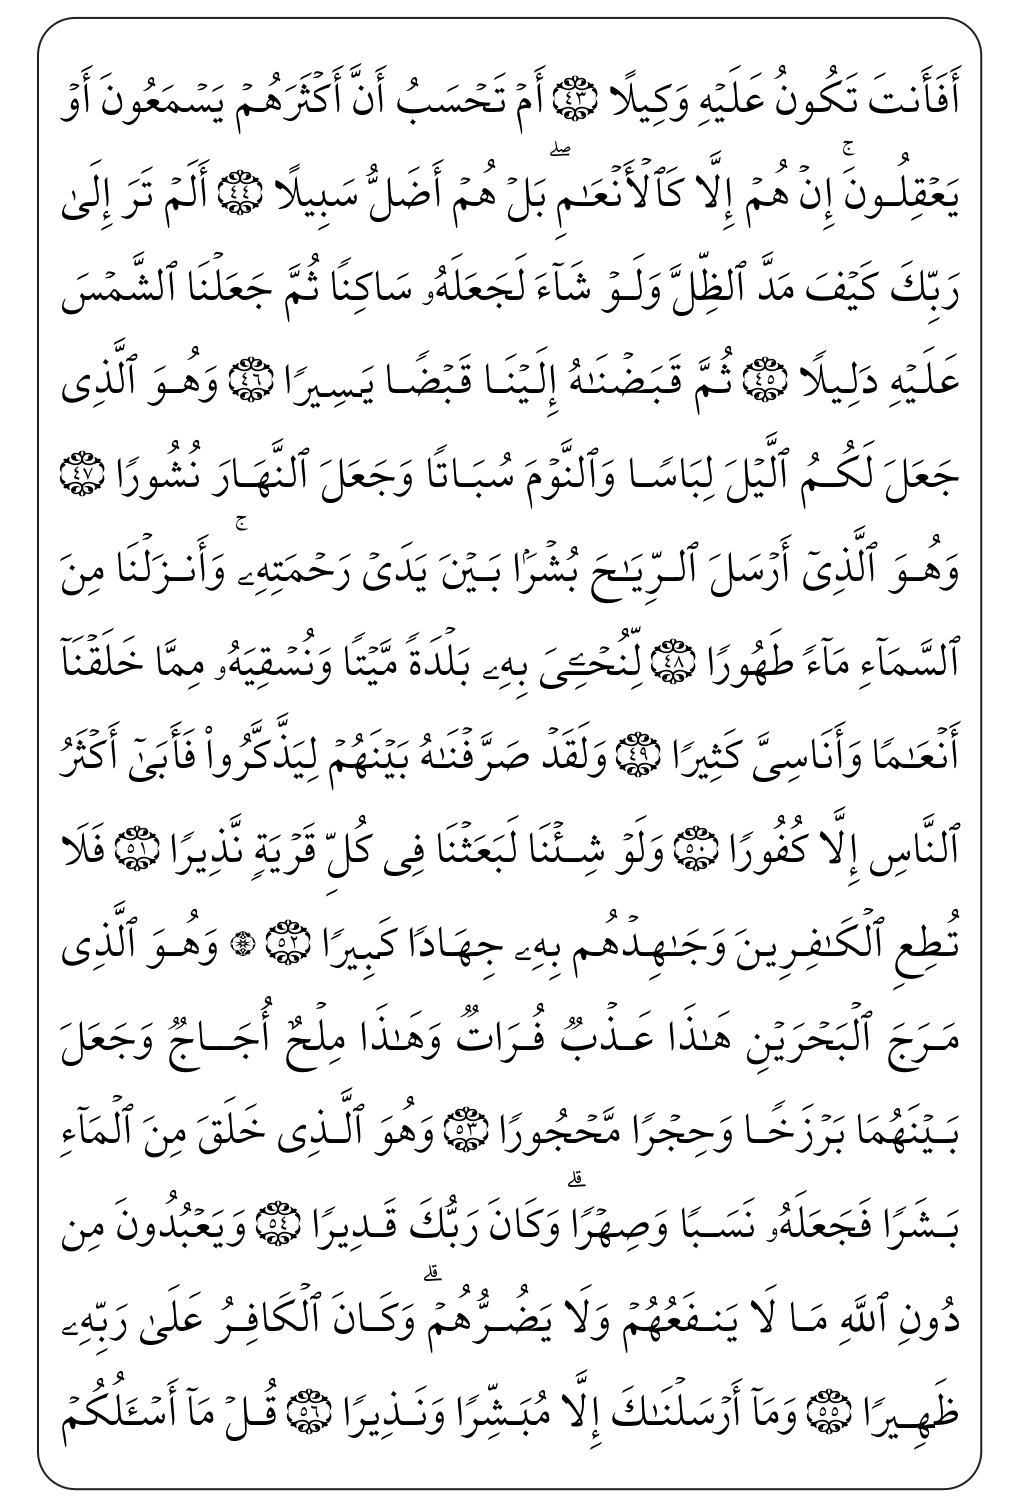 أَفَأَنتَ تَكُونُ عَلَيْهِ وَكِيلًا ٤٣ أَمْ تَحْسَبُ أَنَّ أَكْثَرَهُمْ يَسْمَعُونَ أَوْ
يَعْقِلُونَ ۚ إِنْ هُمْ إِلَّا كَٱلْأَنْعَـٰمِ ۖ بَلْ هُمْ أَضَلُّ سَبِيلًا ٤٤ أَلَمْ تَرَ إِلَىٰ
رَبِّكَ كَيْفَ مَدَّ ٱلظِّلَّ وَلَوْ شَآءَ لَجَعَلَهُۥ سَاكِنًا ثُمَّ جَعَلْنَا ٱلشَّمْسَ
عَلَيْهِ دَلِيلًا ٤٥ ثُمَّ قَبَضْنَـٰهُ إِلَيْنَا قَبْضًا يَسِيرًا ٤٦ وَهُوَ ٱلَّذِى
جَعَلَ لَكُمُ ٱلَّيْلَ لِبَاسًا وَٱلنَّوْمَ سُبَاتًا وَجَعَلَ ٱلنَّهَارَ نُشُورًا ٤٧
وَهُوَ ٱلَّذِىٓ أَرْسَلَ ٱلرِّيَـٰحَ بُشْرًۢا بَيْنَ يَدَىْ رَحْمَتِهِۦ ۚ وَأَنزَلْنَا مِنَ
ٱلسَّمَآءِ مَآءً طَهُورًا ٤٨ لِّنُحْـِۧىَ بِهِۦ بَلْدَةً مَّيْتًا وَنُسْقِيَهُۥ مِمَّا خَلَقْنَآ
أَنْعَـٰمًا وَأَنَاسِىَّ كَثِيرًا ٤٩ وَلَقَدْ صَرَّفْنَـٰهُ بَيْنَهُمْ لِيَذَّكَّرُوا۟ فَأَبَىٰٓ أَكْثَرُ
ٱلنَّاسِ إِلَّا كُفُورًا ٥٠ وَلَوْ شِئْنَا لَبَعَثْنَا فِى كُلِّ قَرْيَةٍ نَّذِيرًا ٥١ فَلَا
تُطِعِ ٱلْكَـٰفِرِينَ وَجَـٰهِدْهُم بِهِۦ جِهَادًا كَبِيرًا ٥٢ ۞ وَهُوَ ٱلَّذِى
مَرَجَ ٱلْبَحْرَيْنِ هَـٰذَا عَذْبٌ فُرَاتٌ وَهَـٰذَا مِلْحٌ أُجَاجٌ وَجَعَلَ
بَيْنَهُمَا بَرْزَخًا وَحِجْرًا مَّحْجُورًا ٥٣ وَهُوَ ٱلَّذِى خَلَقَ مِنَ ٱلْمَآءِ
بَشَرًا فَجَعَلَهُۥ نَسَبًا وَصِهْرًا ۗ وَكَانَ رَبُّكَ قَدِيرًا ٥٤ وَيَعْبُدُونَ مِن
دُونِ ٱللَّهِ مَا لَا يَنفَعُهُمْ وَلَا يَضُرُّهُمْ ۗ وَكَانَ ٱلْكَافِرُ عَلَىٰ رَبِّهِۦ
ظَهِيرًا ٥٥ وَمَآ أَرْسَلْنَـٰكَ إِلَّا مُبَشِّرًا وَنَذِيرًا ٥٦ قُلْ مَآ أَسْـَٔلُكُمْ